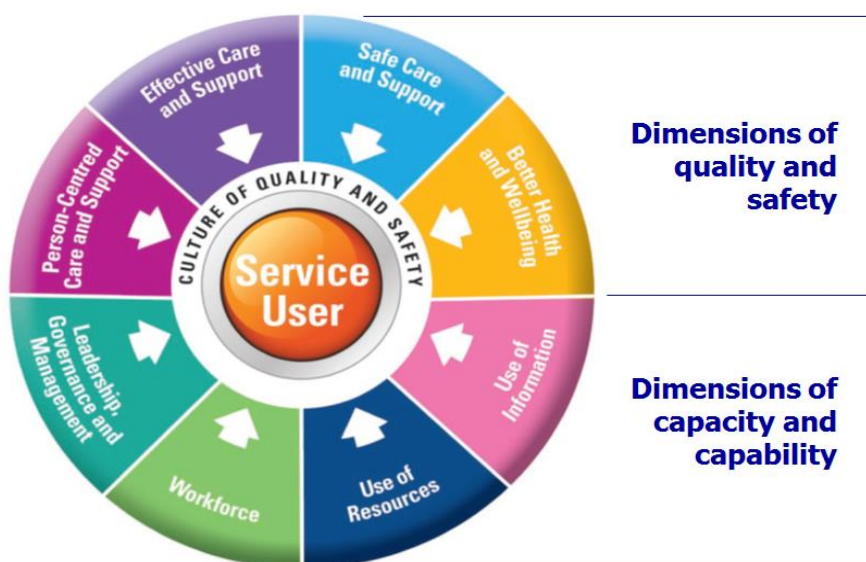 Effective Care
and Support
Safe Care
and Support
Better Health
and Wellbeing
Person-Centred
Care and Support
CULTURE OF QUALITY AND SAFETY
Service
User
Leadership,
Governance and
Management
Workforce
Use of
Resources
Use of
Information
Dimensions of
quality and
safety
Dimensions of
capacity and
capability